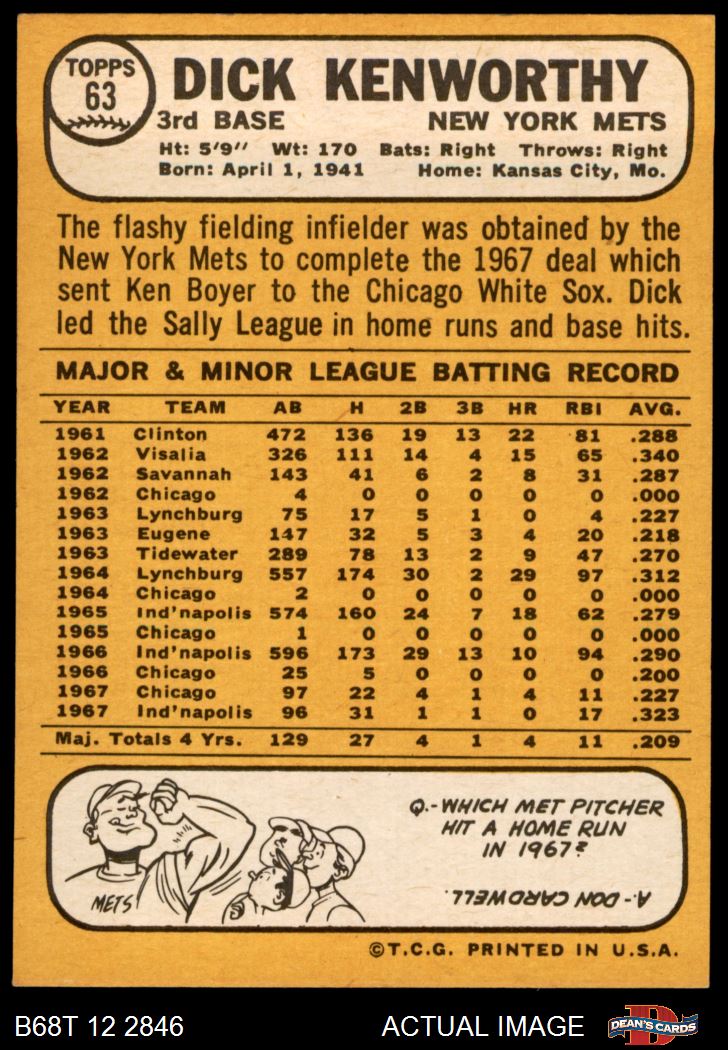 TOPPS
63
DICK KENWORTHY
3rd BASE NEW YORK METS
Ht: 5'9" Wt: 170 Bats: Right Throws: Right
Born: April 1, 1941 Home: Kansas City, Mo.
The flashy fielding infielder was obtained by the
New York Mets to complete the 1967 deal which
sent Ken Boyer to the Chicago White Sox. Dick
led the Sally League in home runs and base hits.
MAJOR & MINOR LEAGUE BATTING RECORD
YEAR TEAM AB H 2B 3B HR RBI AVG.
1961 Clinton 472 136 19 13 22 81 .288
1962 Visalia 326 111 14 4 15 65 .340
1962 Savannah 143 41 6 2 8 31 .287
1962 Chicago 4 0 0 0 0 0 .000
1963 Lynchburg 75 17 5 1 0 4 .227
1963 Eugene 147 32 5 3 4 20 .218
1963 Tidewater 289 78 13 2 9 47 .270
1964 Lynchburg 557 174 30 2 29 97 .312
1964 Chicago 2 0 0 0 0 0 .000
1965 Ind'napolis 574 160 24 7 18 62 .279
1965 Chicago 1 0 0 0 0 0 .000
1966 Ind'napolis 596 173 29 13 10 94 .290
1966 Chicago 25 5 0 0 0 0 .200
1967 Chicago 97 22 4 1 4 11 .227
1967 Ind'napolis 96 31 1 1 0 17 .323
Maj. Totals 4 Yrs. 129 27 4 1 4 11 .209
METS
Q.-WHICH MET PITCHER
HIT A HOME RUN
IN 1967?
A.-DON CARDWELL.
©T.C.G. PRINTED IN U.S.A.
B68T 12 2846 ACTUAL IMAGE D DEAN'S CARDS